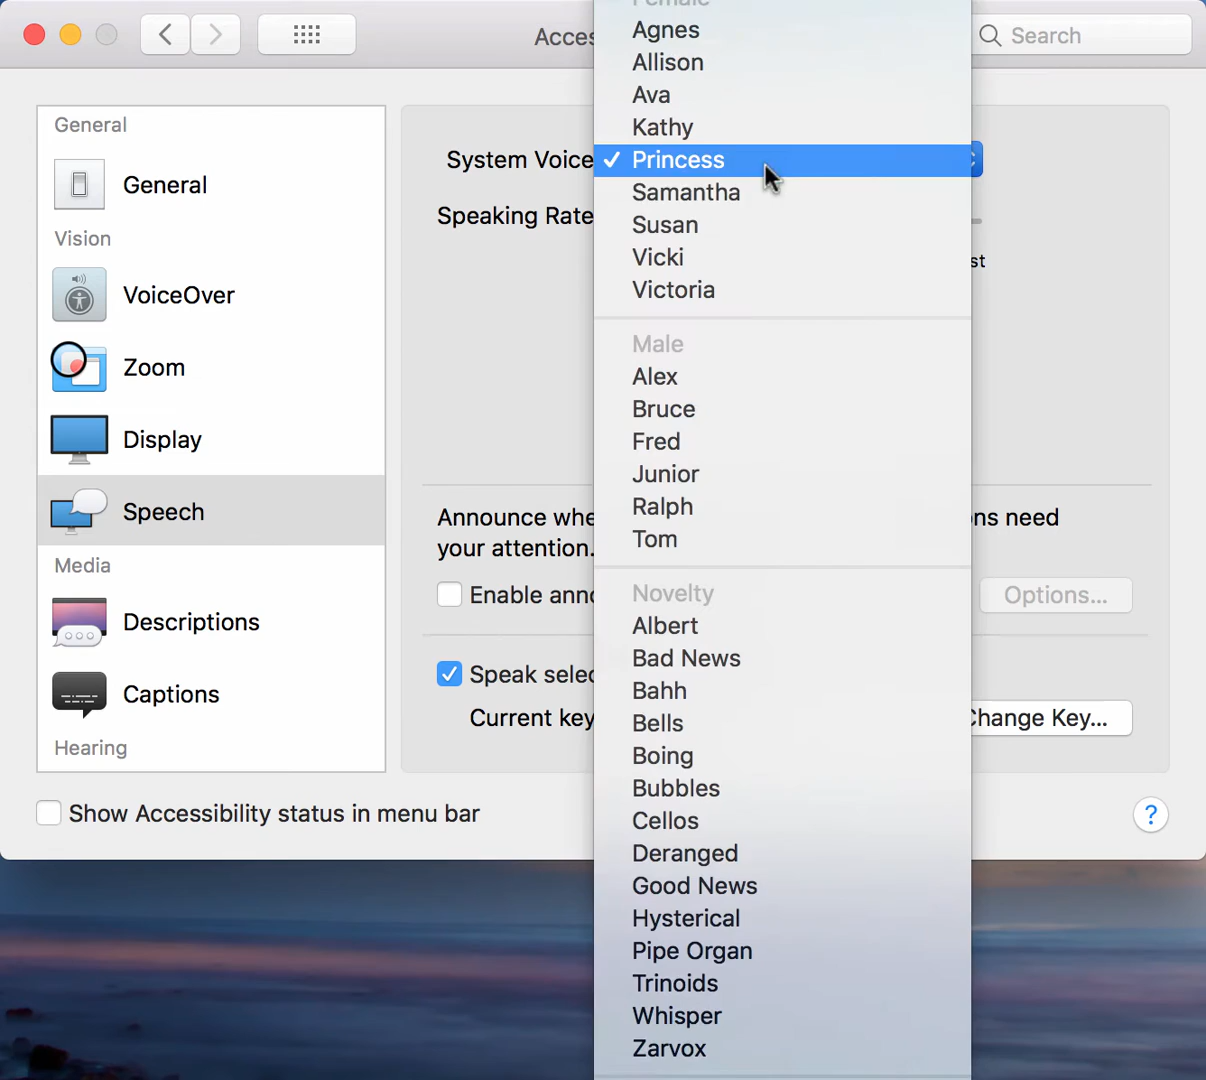 Acces
Search
General
General
Vision
VoiceOver
Zoom
Display
Speech
Media
Descriptions
Captions
Hearing
System Voice
Speaking Rate
st
Announce whe
ns need
your attention.
Enable anno
Options...
Speak selec
Current key
Change Key...
Show Accessibility status in menu bar
?
Female
Agnes
Allison
Ava
Kathy
✓ Princess
Samantha
Susan
Vicki
Victoria
Male
Alex
Bruce
Fred
Junior
Ralph
Tom
Novelty
Albert
Bad News
Bahh
Bells
Boing
Bubbles
Cellos
Deranged
Good News
Hysterical
Pipe Organ
Trinoids
Whisper
Zarvox